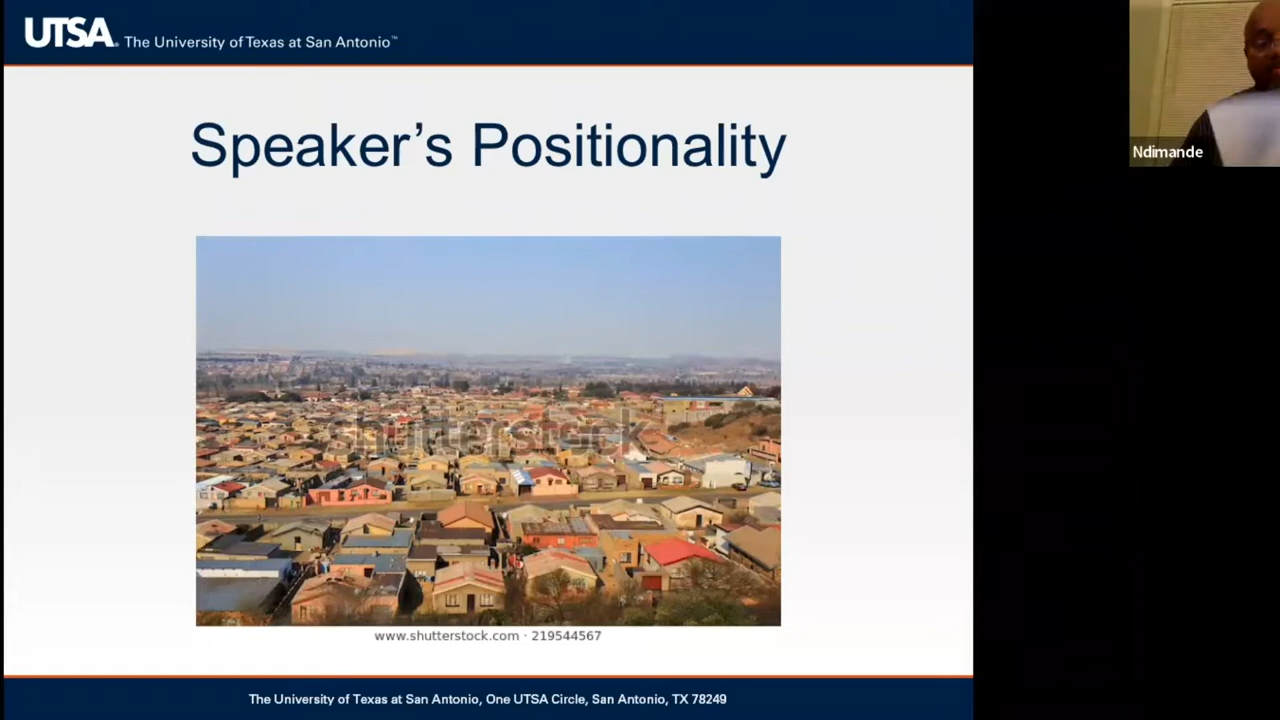 UTSA. The University of Texas at San Antonio™
Speaker's Positionality
Ndimande
shutterstock
www.shutterstock.com · 219544567
The University of Texas at San Antonio, One UTSA Circle, San Antonio, TX 78249